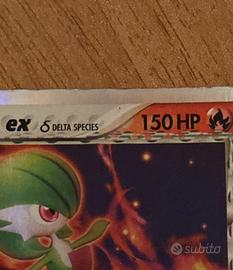 ex δ DELTA SPECIES 150 HP
subito